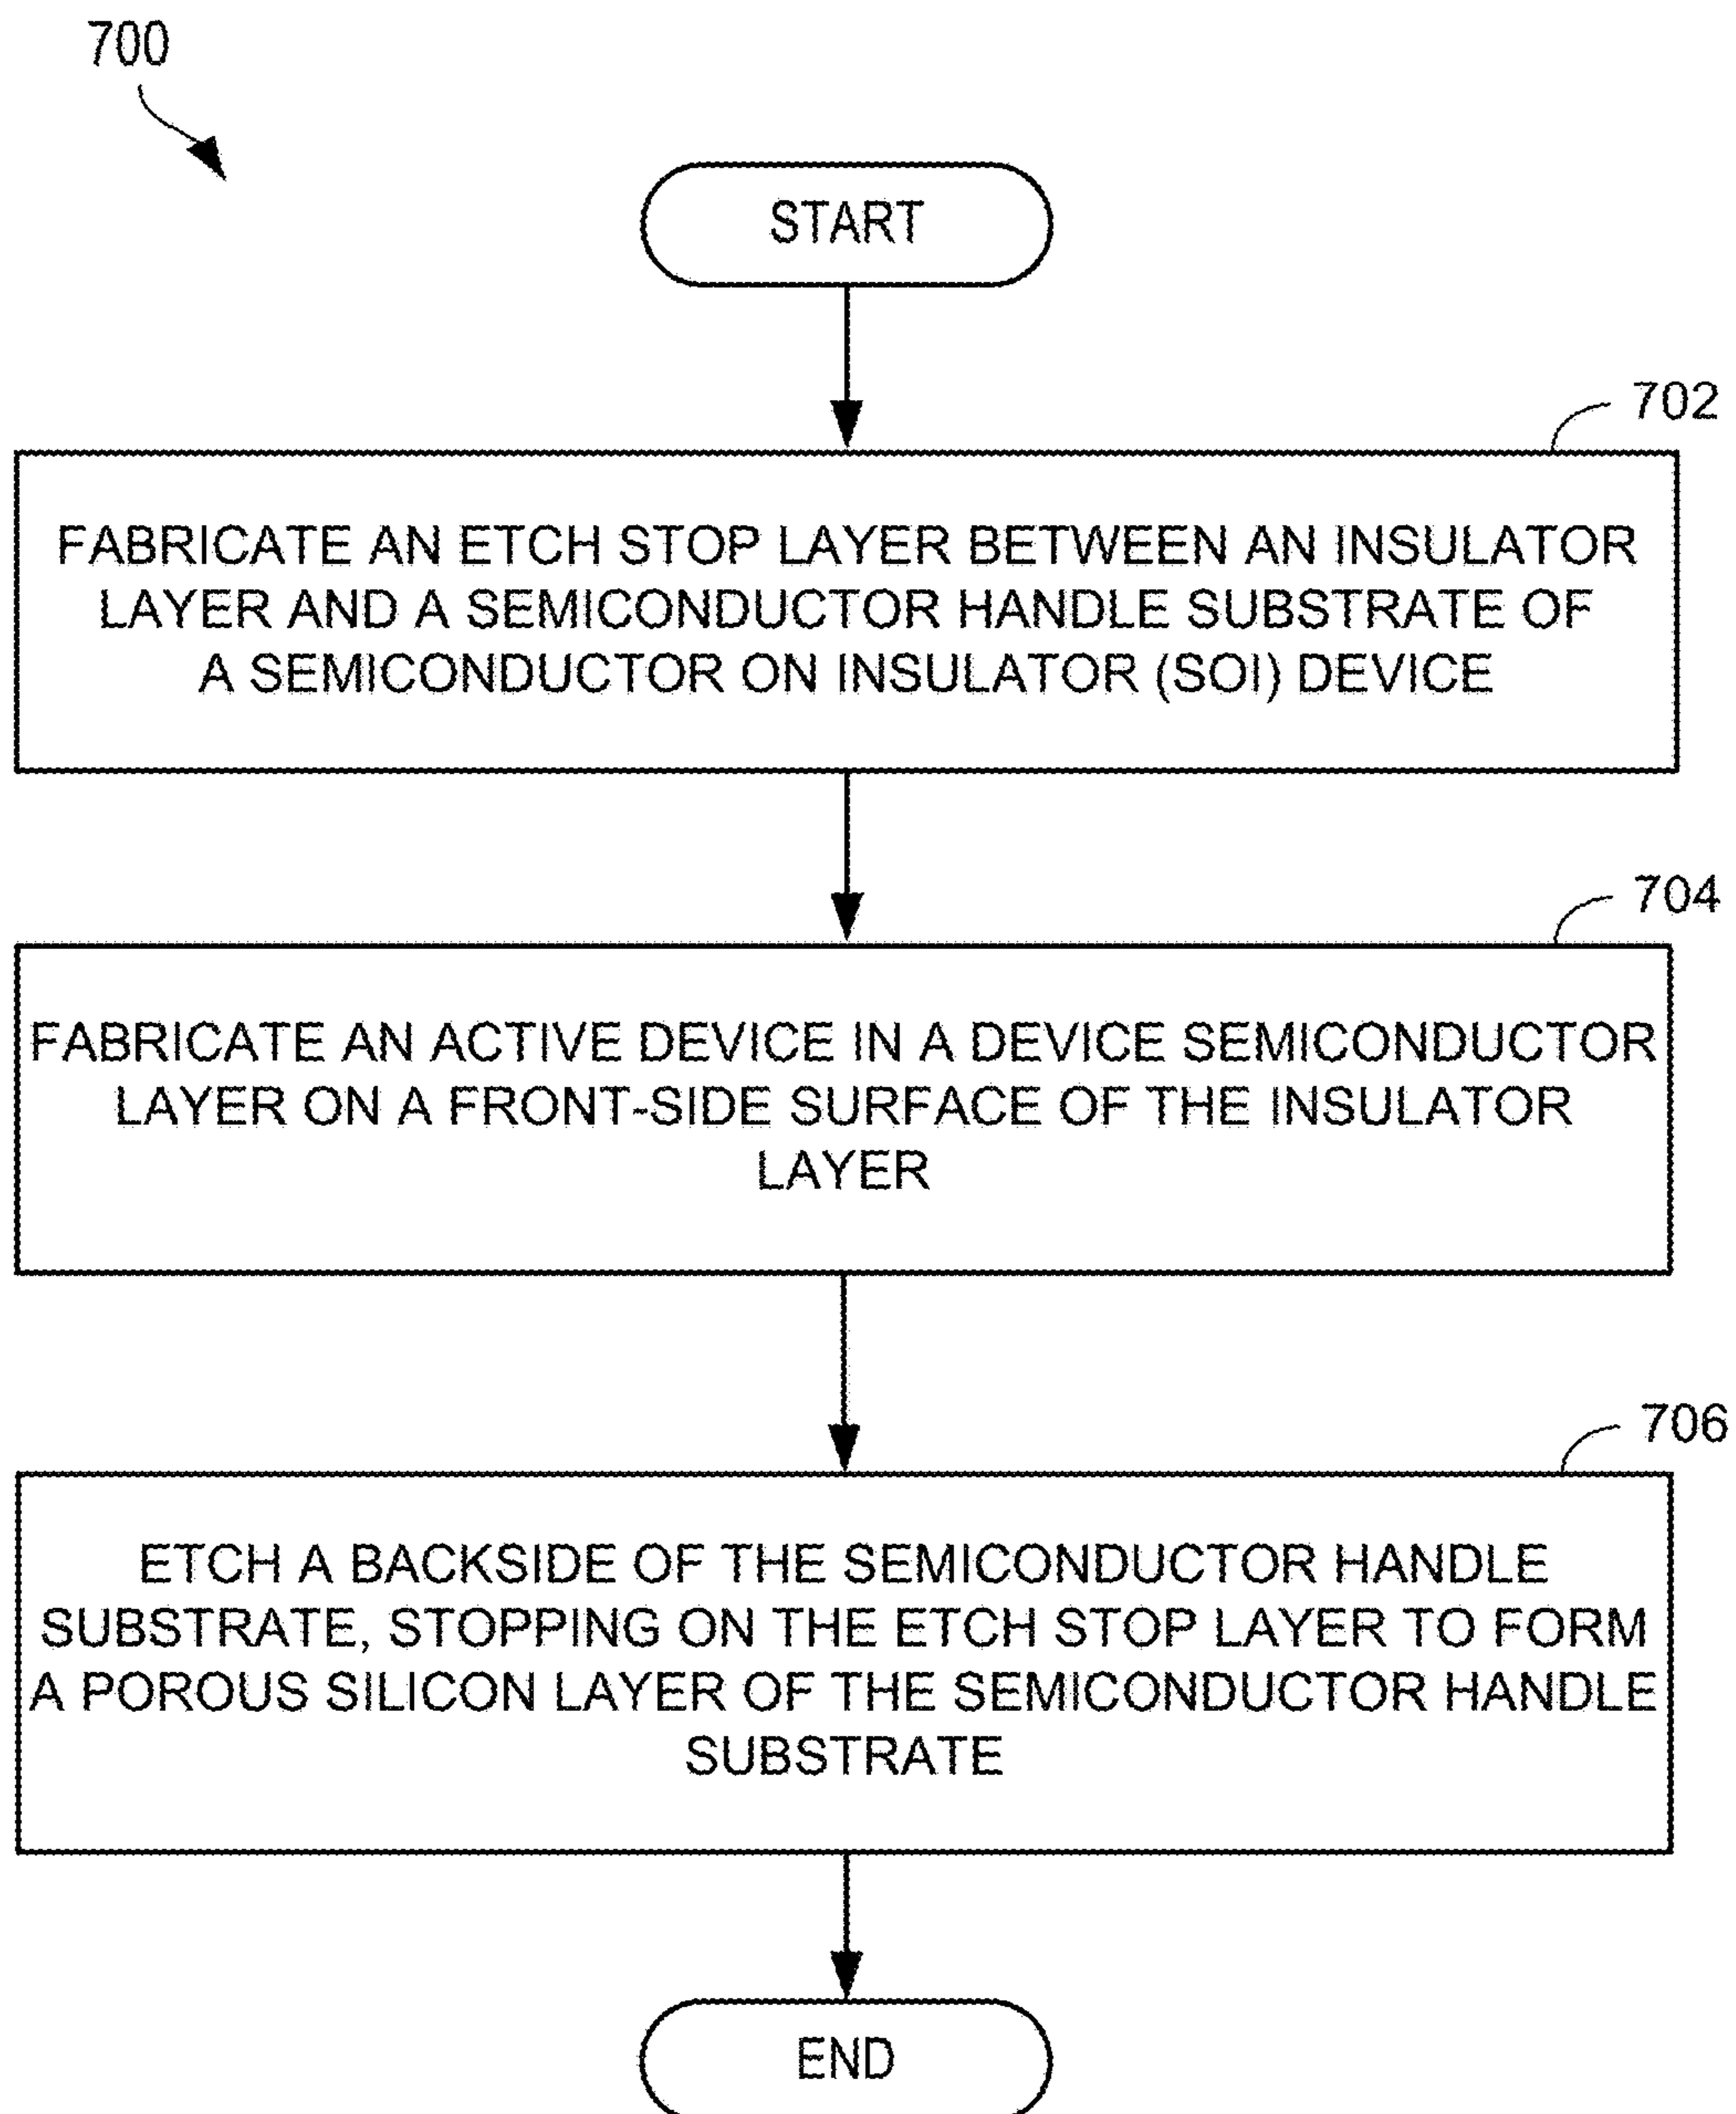 700
START
702
FABRICATE AN ETCH STOP LAYER BETWEEN AN INSULATOR
LAYER AND A SEMICONDUCTOR HANDLE SUBSTRATE OF
A SEMICONDUCTOR ON INSULATOR (SOI) DEVICE
704
FABRICATE AN ACTIVE DEVICE IN A DEVICE SEMICONDUCTOR
LAYER ON A FRONT-SIDE SURFACE OF THE INSULATOR
LAYER
706
ETCH A BACKSIDE OF THE SEMICONDUCTOR HANDLE
SUBSTRATE, STOPPING ON THE ETCH STOP LAYER TO FORM
A POROUS SILICON LAYER OF THE SEMICONDUCTOR HANDLE
SUBSTRATE
END